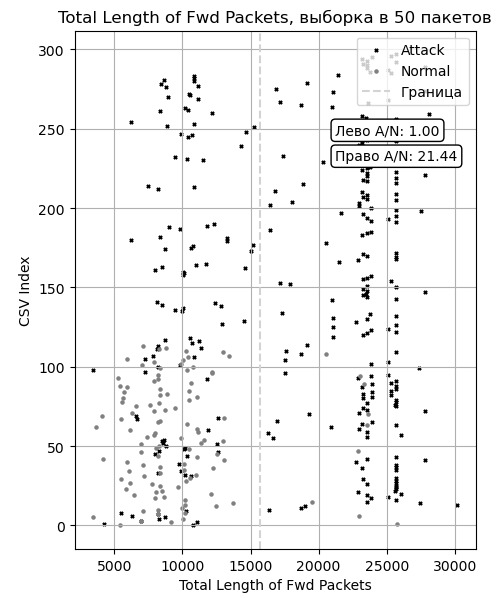 Total Length of Fwd Packets, выборка в 50 пакетов
Attack
Normal
Граница
Лево A/N: 1.00
Право A/N: 21.44
CSV Index
300
250
200
150
100
50
0
5000 10000 15000 20000 25000 30000
Total Length of Fwd Packets